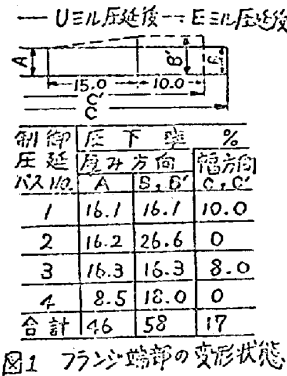 — Uミル圧延後 --- Eミル圧延後
A
B'
B
15.0
10.0
C'
C
制御圧延パスNo. 圧下率 %
厚み方向 幅方向
A B, B' C, C'
1 16.1 16.1 10.0
2 16.2 26.6 0
3 16.3 16.3 8.0
4 8.5 18.0 0
合計 46 58 17
図1 フランジ端部の変形状態